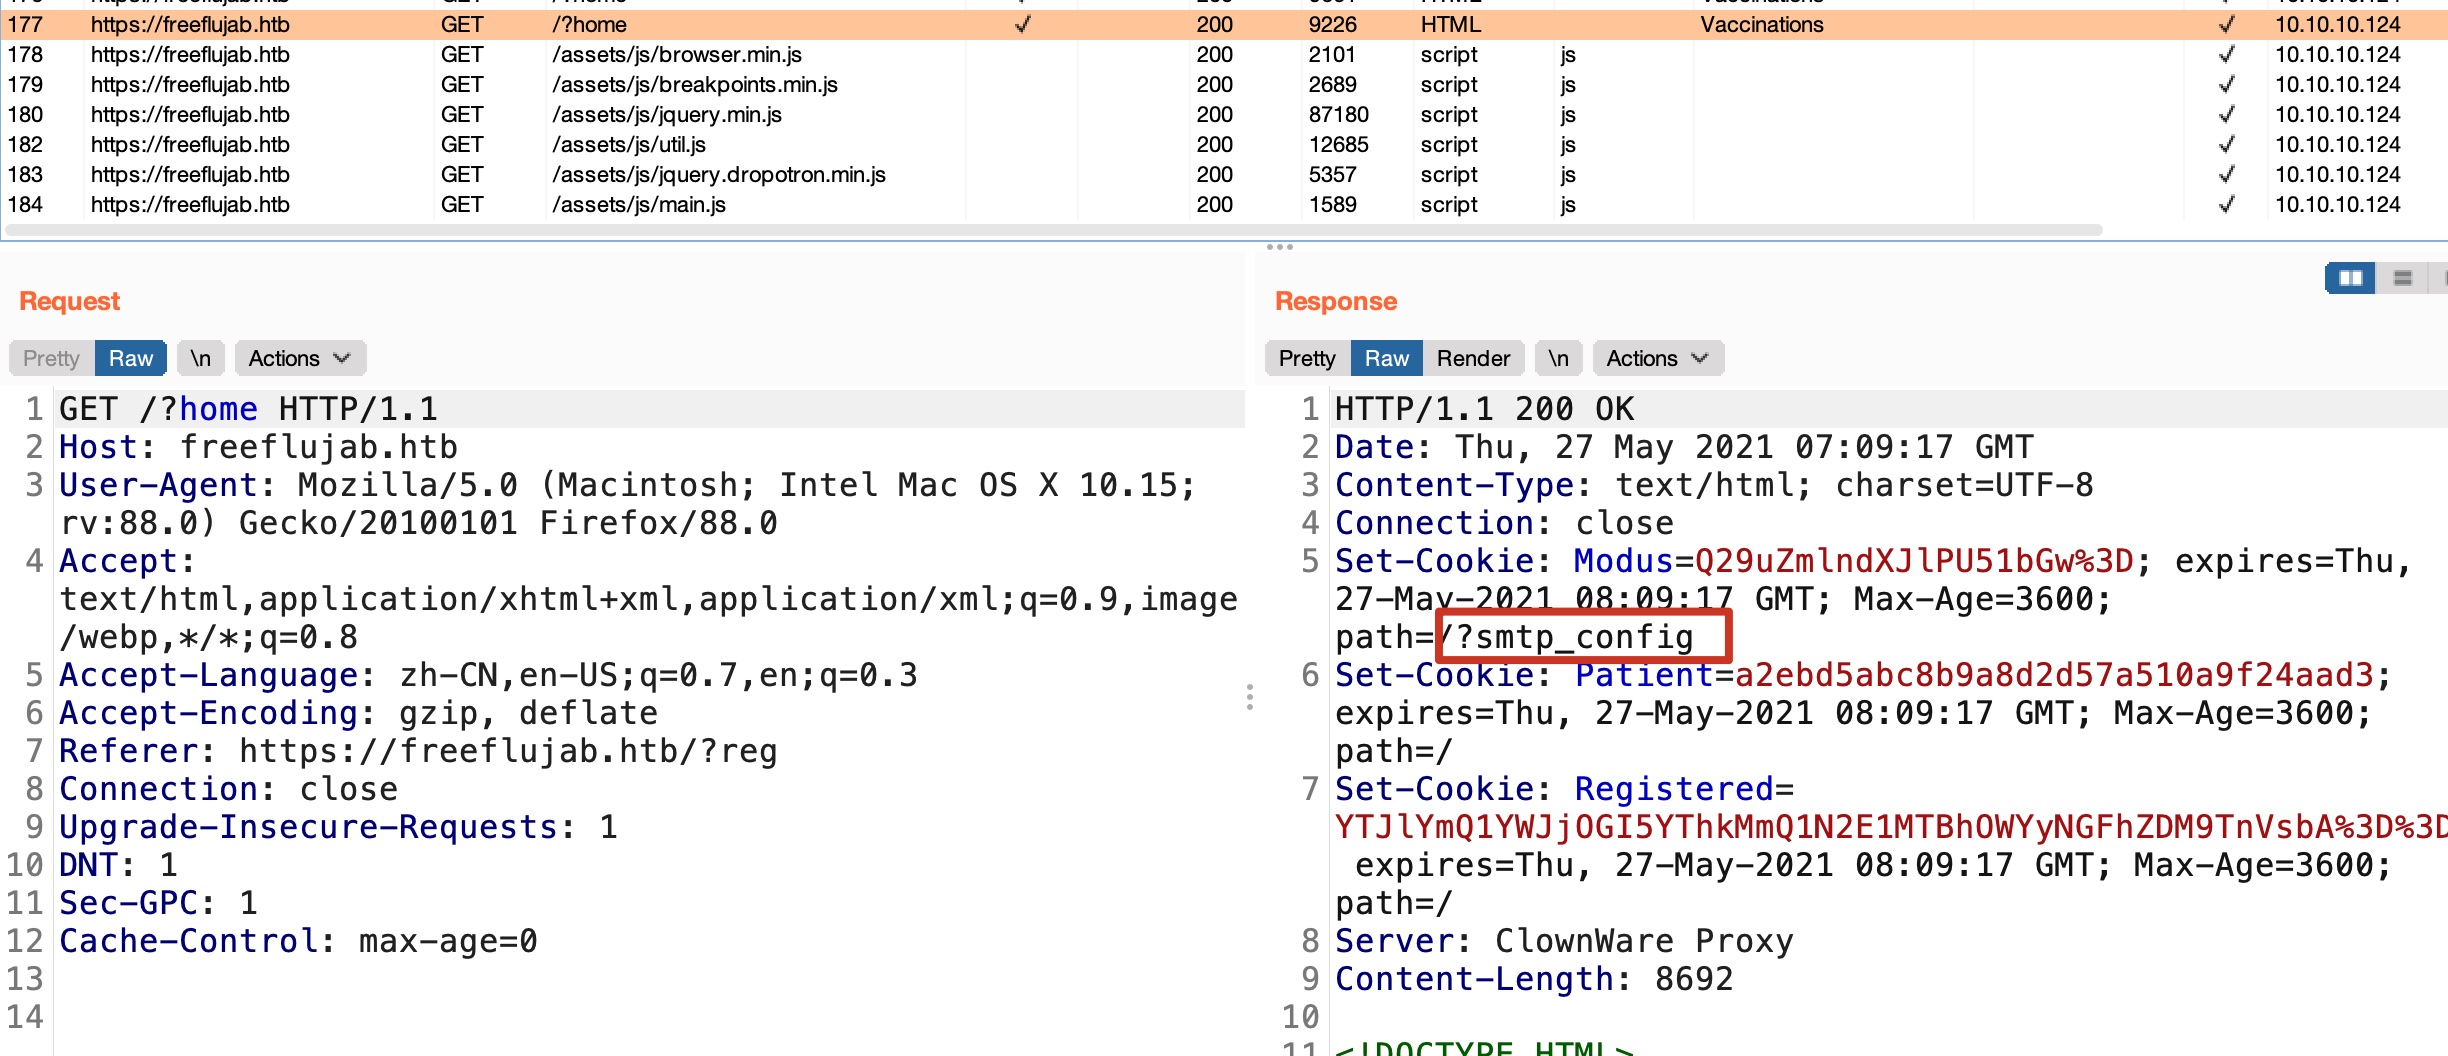 177 https://freeflujab.htb GET /?home ✓ 200 9226 HTML Vaccinations ✓ 10.10.10.124
178 https://freeflujab.htb GET /assets/js/browser.min.js 200 2101 script js ✓ 10.10.10.124
179 https://freeflujab.htb GET /assets/js/breakpoints.min.js 200 2689 script js ✓ 10.10.10.124
180 https://freeflujab.htb GET /assets/js/jquery.min.js 200 87180 script js ✓ 10.10.10.124
182 https://freeflujab.htb GET /assets/js/util.js 200 12685 script js ✓ 10.10.10.124
183 https://freeflujab.htb GET /assets/js/jquery.dropotron.min.js 200 5357 script js ✓ 10.10.10.124
184 https://freeflujab.htb GET /assets/js/main.js 200 1589 script js ✓ 10.10.10.124
Request
Pretty Raw \n Actions
1 GET /?home HTTP/1.1
2 Host: freeflujab.htb
3 User-Agent: Mozilla/5.0 (Macintosh; Intel Mac OS X 10.15;
rv:88.0) Gecko/20100101 Firefox/88.0
4 Accept:
text/html,application/xhtml+xml,application/xml;q=0.9,image
/webp,*/*;q=0.8
5 Accept-Language: zh-CN,en-US;q=0.7,en;q=0.3
6 Accept-Encoding: gzip, deflate
7 Referer: https://freeflujab.htb/?reg
8 Connection: close
9 Upgrade-Insecure-Requests: 1
10 DNT: 1
11 Sec-GPC: 1
12 Cache-Control: max-age=0
13
14
Response
Pretty Raw Render \n Actions
1 HTTP/1.1 200 OK
2 Date: Thu, 27 May 2021 07:09:17 GMT
3 Content-Type: text/html; charset=UTF-8
4 Connection: close
5 Set-Cookie: Modus=Q29uZmlndXJlPU51bGw%3D; expires=Thu,
27-May-2021 08:09:17 GMT; Max-Age=3600;
path=/?smtp_config
6 Set-Cookie: Patient=a2ebd5abc8b9a8d2d57a510a9f24aad3;
expires=Thu, 27-May-2021 08:09:17 GMT; Max-Age=3600;
path=/
7 Set-Cookie: Registered=
YTJlYmQ1YWJjOGI5YThkMmQ1N2E1MTBhOWYyNGFhZDM9TnVsbA%3D%3D
expires=Thu, 27-May-2021 08:09:17 GMT; Max-Age=3600;
path=/
8 Server: ClownWare Proxy
9 Content-Length: 8692
10
11 <!DOCTYPE HTML>